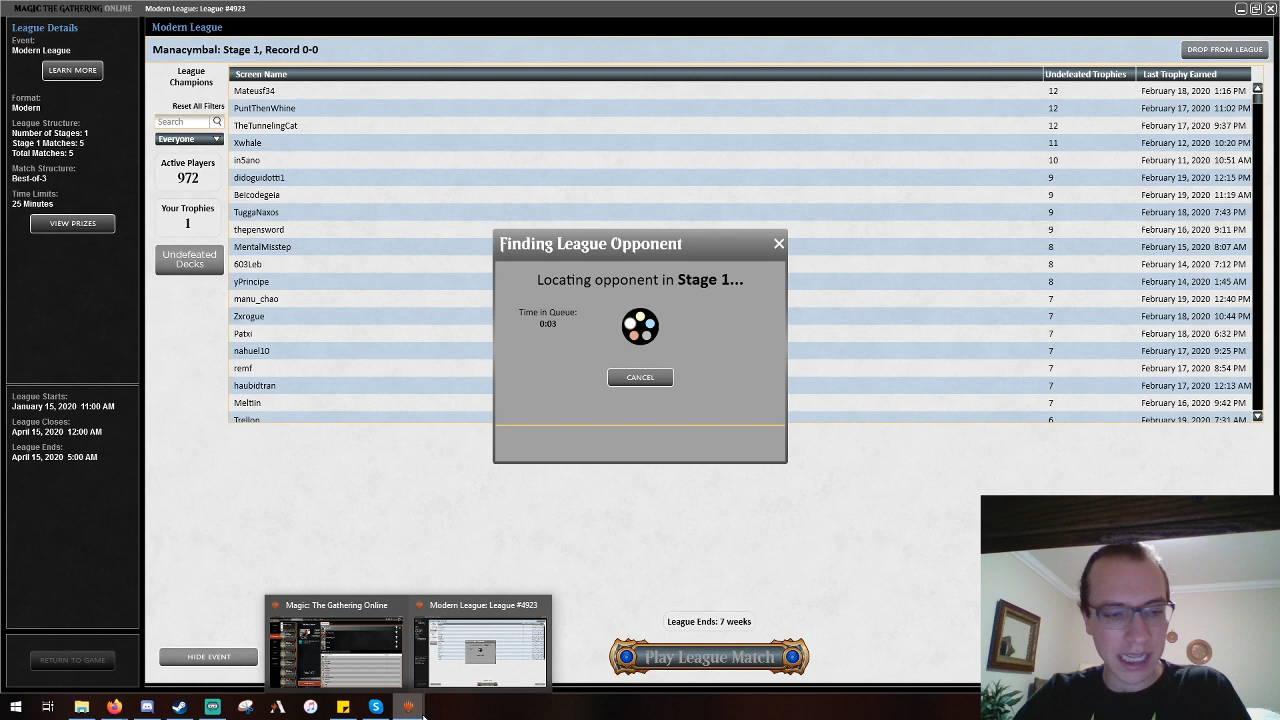 MAGIC THE GATHERING ONLINE
Modern League: League #4923
League Details
Event:
Modern League
LEARN MORE
Format:
Modern
League Structure:
Number of Stages: 1
Stage 1 Matches: 5
Total Matches: 5
Match Structure:
Best-of-3
Time Limits:
25 Minutes
VIEW PRIZES
League Starts:
January 15, 2020 11:00 AM
League Closes:
April 15, 2020 12:00 AM
League Ends:
April 15, 2020 5:00 AM
RETURN TO GAME
Modern League
Manacymbal: Stage 1, Record 0-0
DROP FROM LEAGUE
League
Champions
Reset All Filters
Search
Everyone
Active Players
972
Your Trophies
1
Undefeated
Decks
Screen Name Undefeated Trophies Last Trophy Earned
Mateusf34 12 February 18, 2020 1:16 PM
PuntThenWhine 12 February 17, 2020 11:02 PM
TheTunnelingCat 12 February 17, 2020 9:37 PM
Xwhale 11 February 12, 2020 10:20 PM
in5ano 10 February 11, 2020 10:51 AM
didoguidotti1 9 February 19, 2020 12:15 PM
Beicodegeia 9 February 19, 2020 11:19 AM
TuggaNaxos 9 February 18, 2020 7:43 PM
thepensword 9 February 16, 2020 9:11 PM
MentalMisstep 8 February 15, 2020 8:07 AM
603Leb 8 February 14, 2020 7:12 PM
yPrincipe 8 February 14, 2020 1:45 AM
manu_chao 7 February 19, 2020 12:40 PM
Zxrogue 7 February 18, 2020 10:44 PM
Patxi 7 February 18, 2020 6:32 PM
nahuel10 7 February 17, 2020 9:25 PM
remf 7 February 17, 2020 8:54 PM
haubidtran 7 February 17, 2020 12:13 AM
Meltiin 7 February 16, 2020 9:42 PM
Trellon 6 February 19, 2020 7:31 AM
Finding League Opponent
Locating opponent in Stage 1...
Time in Queue:
0:03
CANCEL
Magic: The Gathering Online
Modern League: League #4923
HIDE EVENT
League Ends: 7 weeks
Play League Match